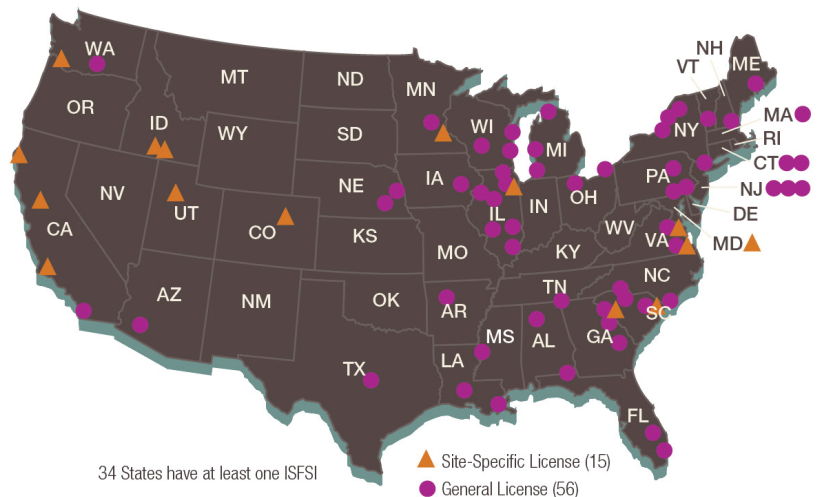 NH
VT
ME
WA
MT
ND
MN
OR
ID
WY
SD
WI
MI
NY
MA
RI
CT
NJ
DE
MD
NE
IA
PA
NV
UT
CO
IL
IN
OH
WV
VA
CA
KS
MO
KY
NC
AZ
NM
OK
AR
TN
SC
MS
AL
GA
TX
LA
FL
34 States have at least one ISFSI
Site-Specific License (15)
General License (56)